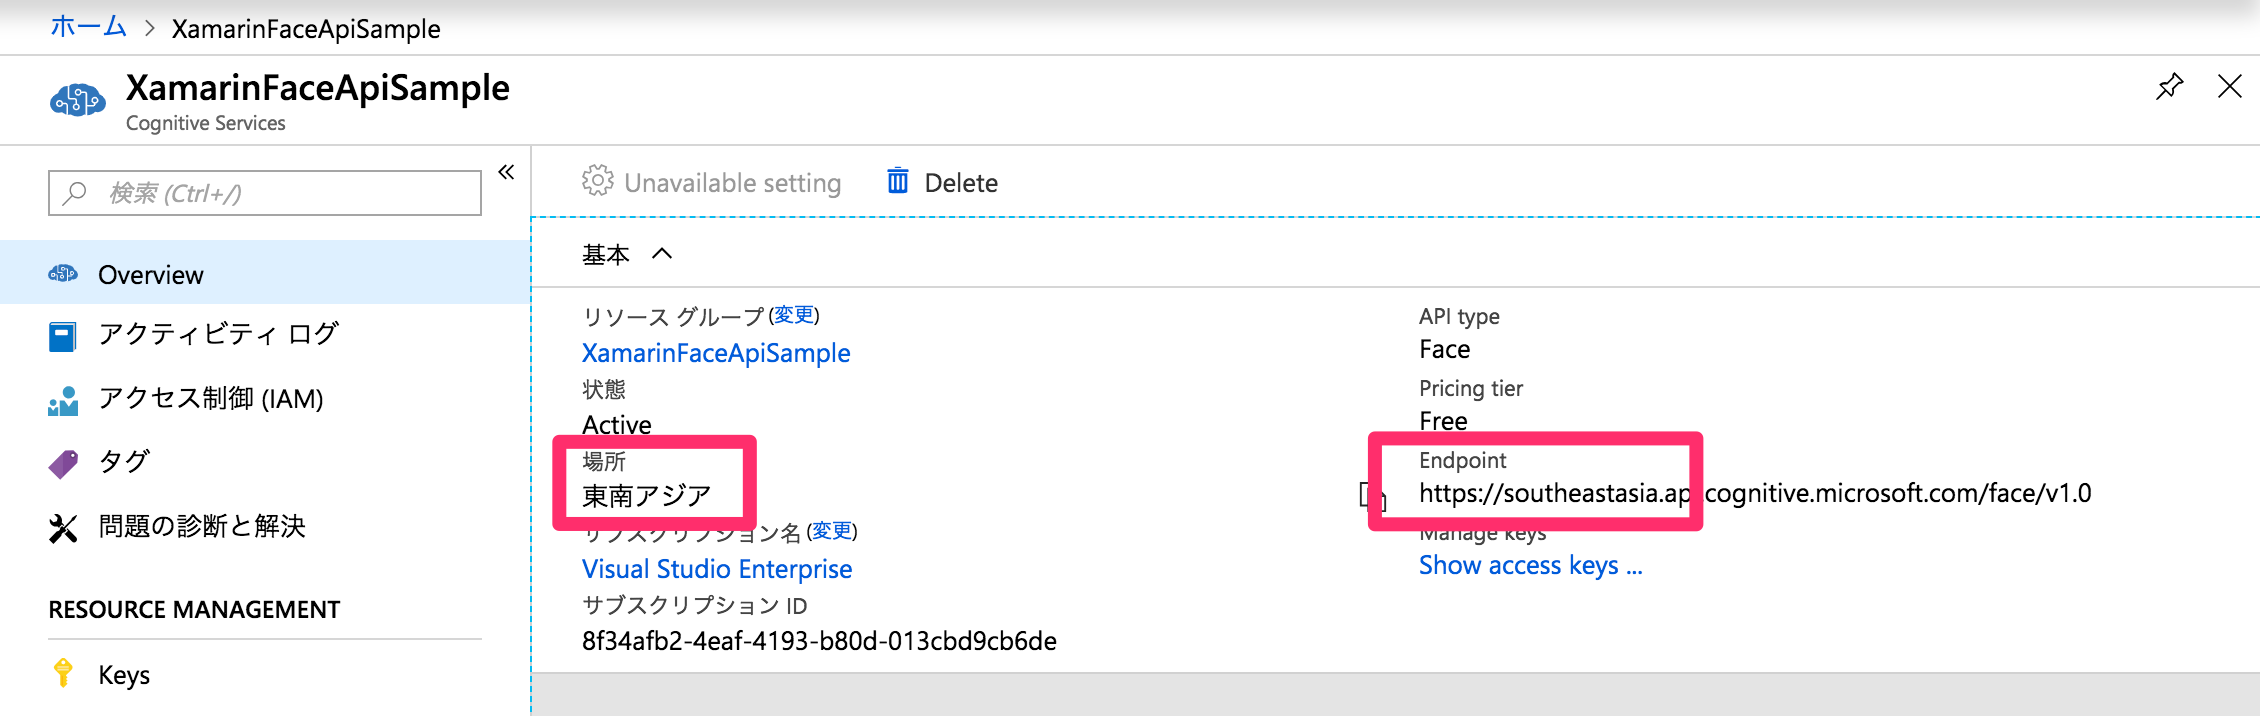 ホーム > XamarinFaceApiSample
XamarinFaceApiSample
Cognitive Services
検索 (Ctrl+/)
«
Overview
アクティビティ ログ
アクセス制御 (IAM)
タグ
問題の診断と解決
RESOURCE MANAGEMENT
Keys
Unavailable setting Delete
基本
リソース グループ (変更)
XamarinFaceApiSample
状態
Active
場所
東南アジア
サブスクリプション名 (変更)
Visual Studio Enterprise
サブスクリプション ID
8f34afb2-4eaf-4193-b80d-013cbd9cb6de
API type
Face
Pricing tier
Free
Endpoint
https://southeastasia.api.cognitive.microsoft.com/face/v1.0
Manage keys
Show access keys ...